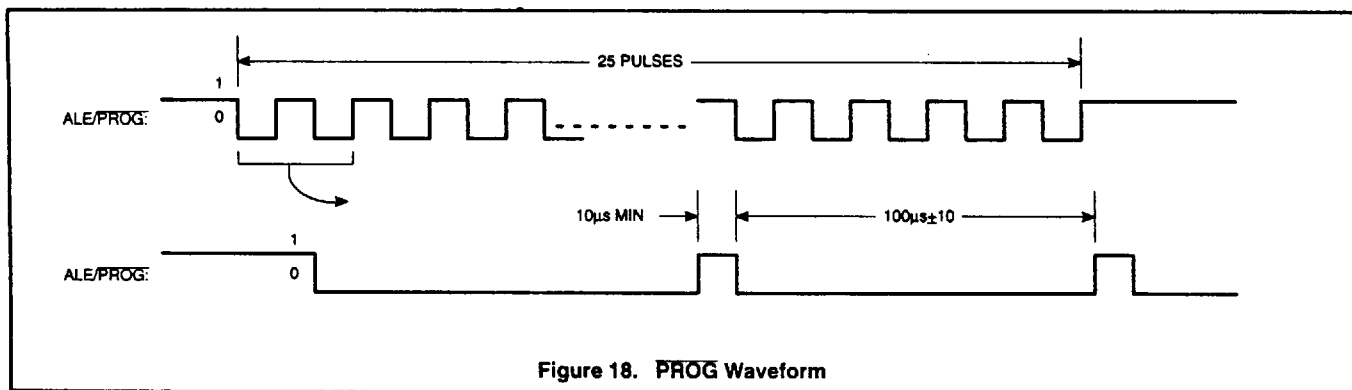 25 PULSES
1
ALE/PROG:
0
10µs MIN
100µs±10
1
ALE/PROG:
0
Figure 18. PROG Waveform